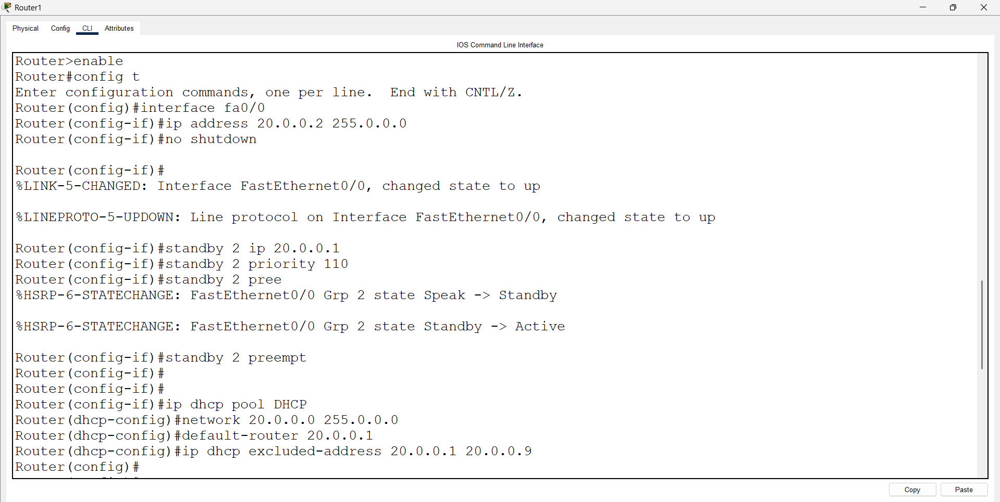 Router1
Physical Config CLI Attributes
IOS Command Line Interface
Router>enable
Router#config t
Enter configuration commands, one per line.  End with CNTL/Z.
Router(config)#interface fa0/0
Router(config-if)#ip address 20.0.0.2 255.0.0.0
Router(config-if)#no shutdown
Router(config-if)#
%LINK-5-CHANGED: Interface FastEthernet0/0, changed state to up
%LINEPROTO-5-UPDOWN: Line protocol on Interface FastEthernet0/0, changed state to up
Router(config-if)#standby 2 ip 20.0.0.1
Router(config-if)#standby 2 priority 110
Router(config-if)#standby 2 pree
%HSRP-6-STATECHANGE: FastEthernet0/0 Grp 2 state Speak -> Standby
%HSRP-6-STATECHANGE: FastEthernet0/0 Grp 2 state Standby -> Active
Router(config-if)#standby 2 preempt
Router(config-if)#
Router(config-if)#
Router(config-if)#ip dhcp pool DHCP
Router(dhcp-config)#network 20.0.0.0 255.0.0.0
Router(dhcp-config)#default-router 20.0.0.1
Router(dhcp-config)#ip dhcp excluded-address 20.0.0.1 20.0.0.9
Router(config)#
Copy Paste